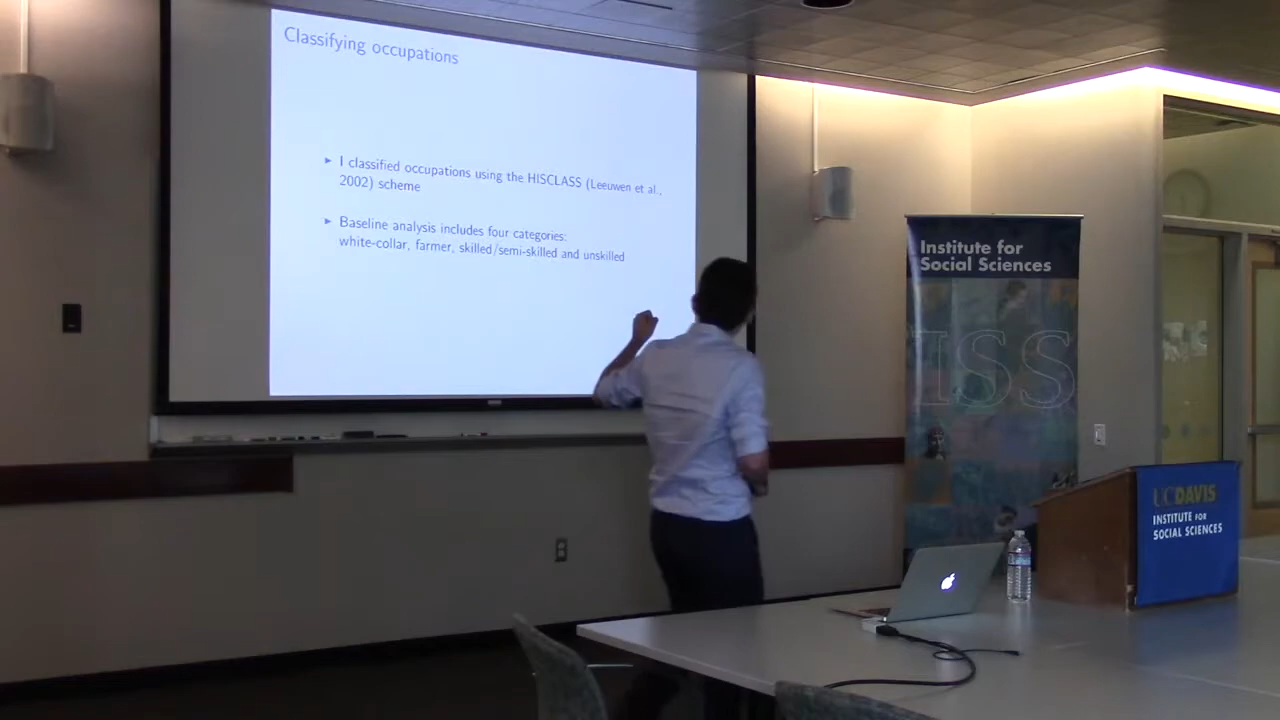 Classifying occupations
► I classified occupations using the HISCLASS (Leeuwen et al.,
2002) scheme
► Baseline analysis includes four categories:
white-collar, farmer, skilled/semi-skilled and unskilled
Institute for
Social Sciences
ISS
UCDAVIS
INSTITUTE FOR
SOCIAL SCIENCES